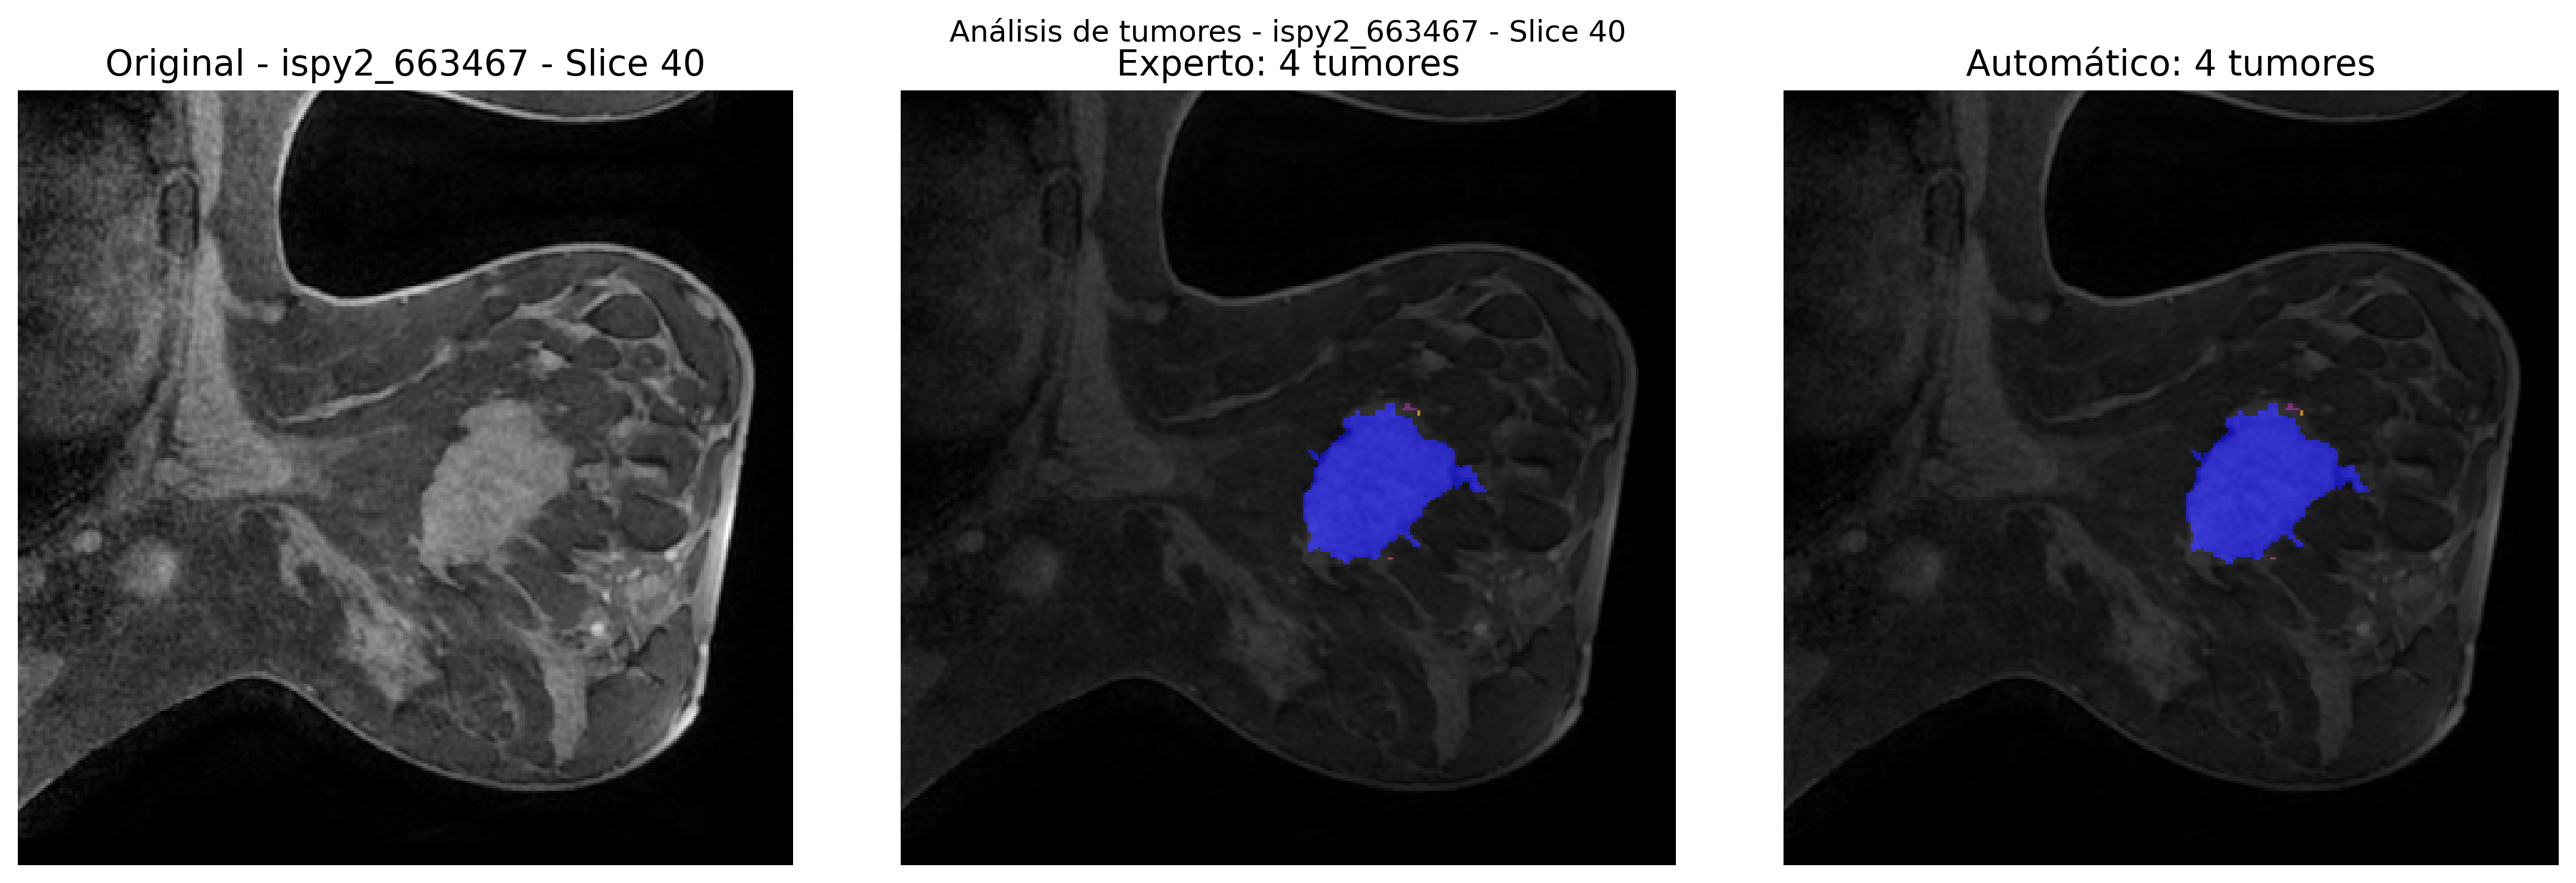 Análisis de tumores - ispy2_663467 - Slice 40
Original - ispy2_663467 - Slice 40
Experto: 4 tumores
Automático: 4 tumores